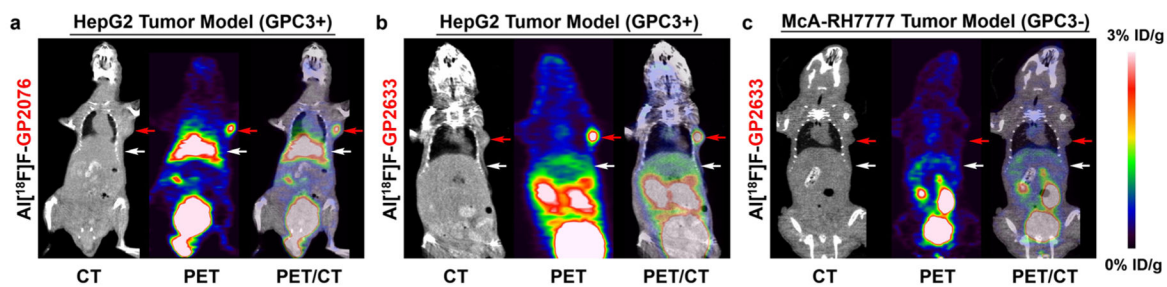 a HepG2 Tumor Model (GPC3+)
Al[¹⁸F]F-GP2076
CT PET PET/CT
b HepG2 Tumor Model (GPC3+)
Al[¹⁸F]F-GP2633
CT PET PET/CT
c McA-RH7777 Tumor Model (GPC3-)
Al[¹⁸F]F-GP2633
CT PET PET/CT
3% ID/g
0% ID/g